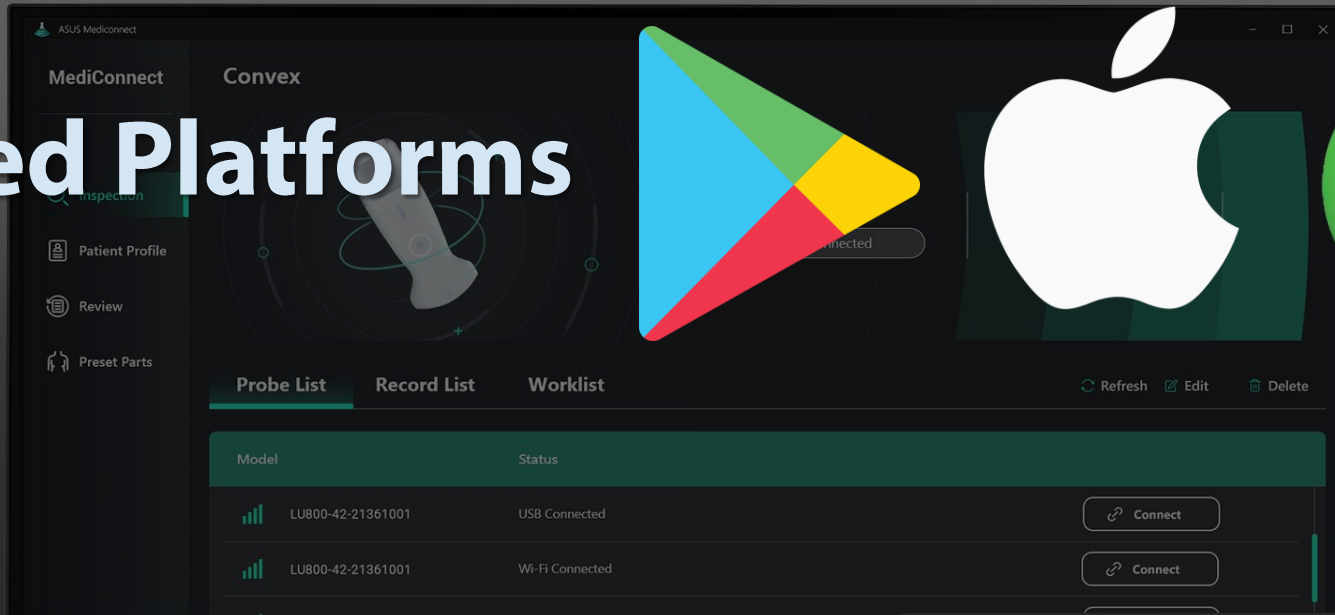 ASUS Mediconnect
MediConnect
Convex
ed Platforms
Inspection
nnected
Patient Profile
Review
Preset Parts
Probe List Record List Worklist Refresh Edit Delete
Model Status
LU800-42-21361001 USB Connected Connect
LU800-42-21361001 Wi-Fi Connected Connect